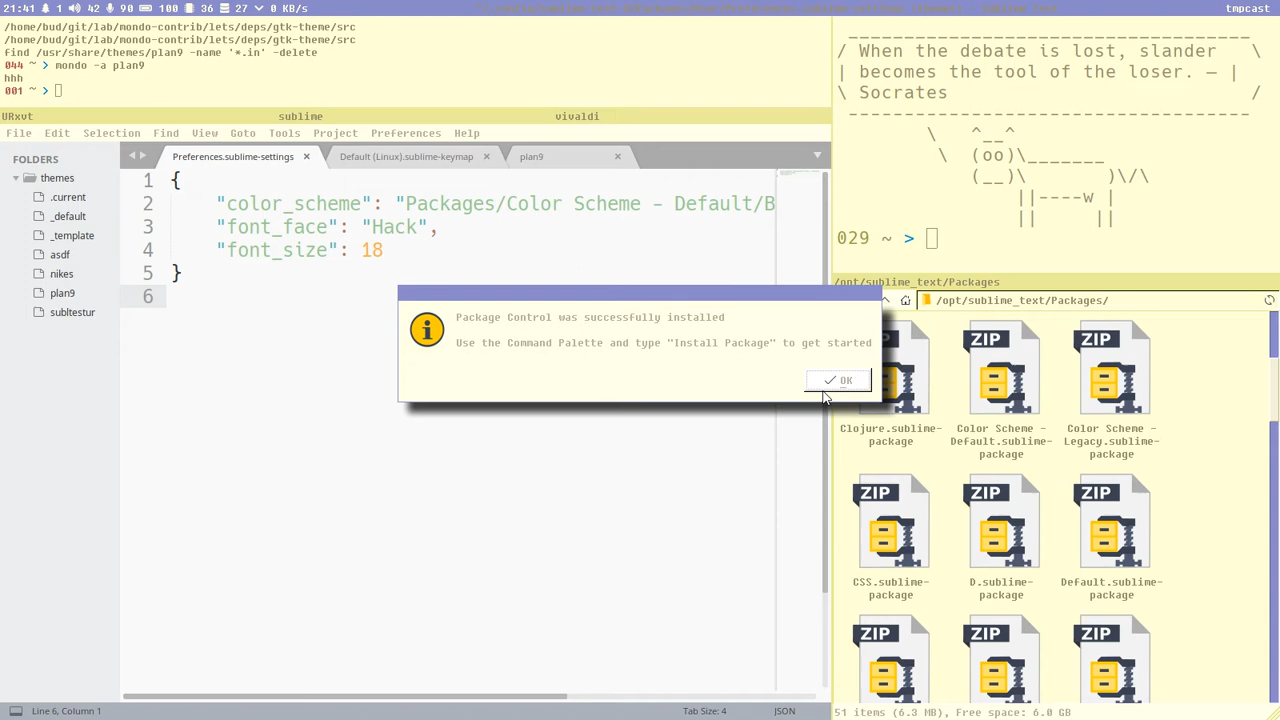 21:41 1 42 90 100 36 27 0 KB/s
tmpcast
/home/bud/git/lab/mondo-contrib/lets/deps/gtk-theme/src
/home/bud/git/lab/mondo-contrib/lets/deps/gtk-theme/src
find /usr/share/themes/plan9 -name '*.in' -delete
044 ~ > mondo -a plan9
hhh
001 ~ >
URxvt sublime vivaldi
File Edit Selection Find View Goto Tools Project Preferences Help
FOLDERS
themes
.current
_default
_template
asdf
nikes
plan9
subltestur
Preferences.sublime-settings × Default (Linux).sublime-keymap × plan9 ×
1 {
2 "color_scheme": "Packages/Color Scheme - Default/B
3 "font_face": "Hack",
4 "font_size": 18
5 }
6
Package Control was successfully installed
Use the Command Palette and type "Install Package" to get started
OK
Line 6, Column 1 Tab Size: 4 JSON
/ When the debate is lost, slander \
| becomes the tool of the loser. — |
\ Socrates /
\ ^__^
\ (oo)\_______
(__)\ )\/\
||----w |
|| ||
029 ~ >
/opt/sublime_text/Packages
/opt/sublime_text/Packages/
ZIP
ZIP
Clojure.sublime-package
Color Scheme - Default.sublime-package
Color Scheme - Legacy.sublime-package
ZIP
ZIP
ZIP
CSS.sublime-package
D.sublime-package
Default.sublime-package
ZIP
ZIP
ZIP
51 items (6.3 MB), Free space: 6.0 GB